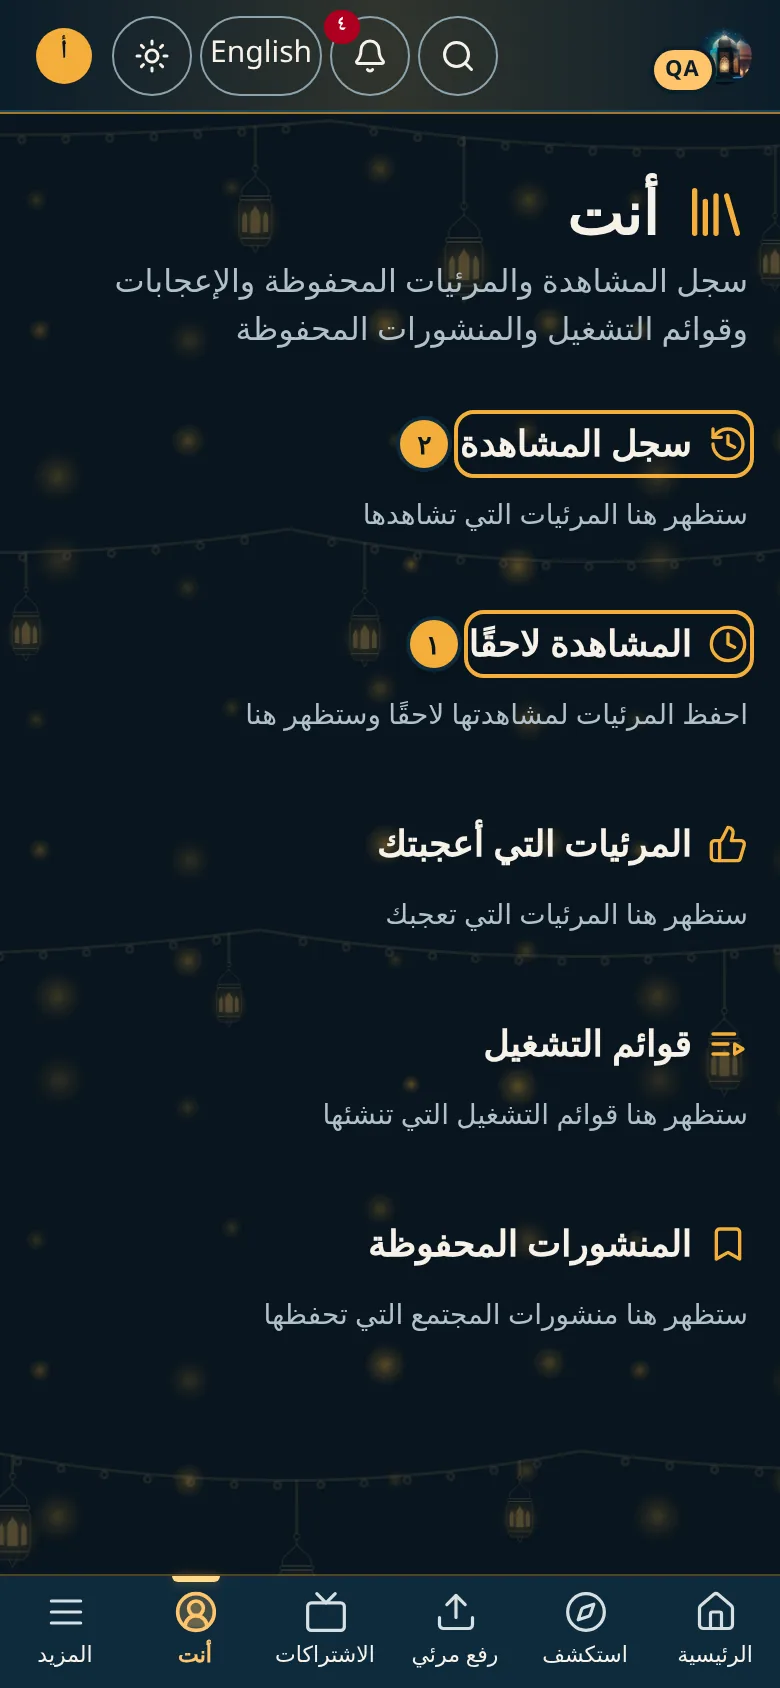 QA
٤
English
أ
أنت
سجل المشاهدة والمرئيات المحفوظة والإعجابات
وقوائم التشغيل والمنشورات المحفوظة
سجل المشاهدة
٢
ستظهر هنا المرئيات التي تشاهدها
المشاهدة لاحقًا
١
احفظ المرئيات لمشاهدتها لاحقًا وستظهر هنا
المرئيات التي أعجبتك
ستظهر هنا المرئيات التي تعجبك
قوائم التشغيل
ستظهر هنا قوائم التشغيل التي تنشئها
المنشورات المحفوظة
ستظهر هنا منشورات المجتمع التي تحفظها
الرئيسية
استكشف
رفع مرئي
الاشتراكات
أنت
المزيد